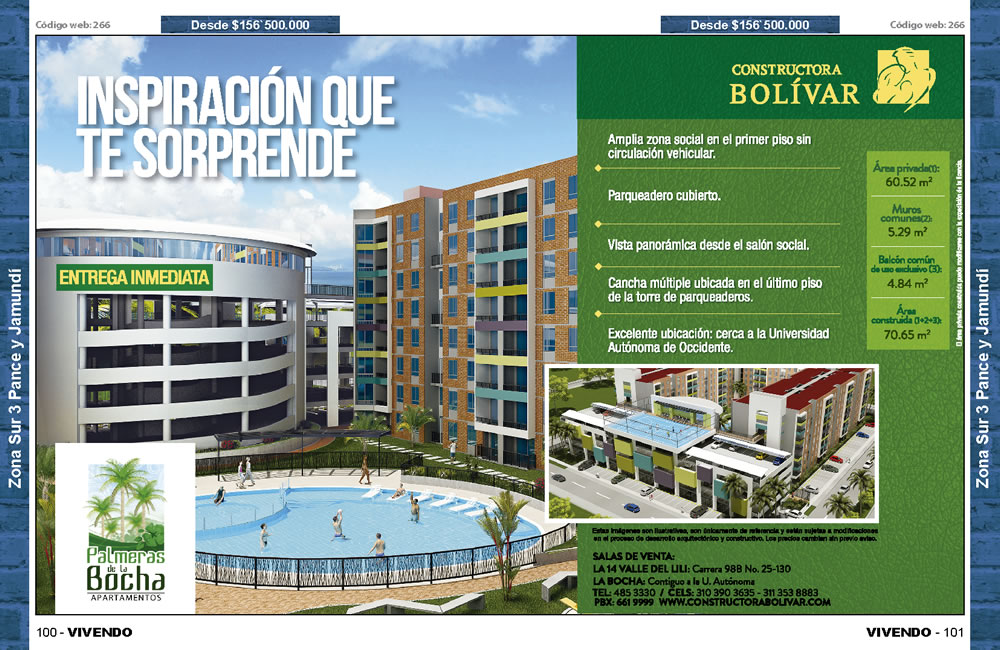 Código web: 266
Desde $156`500.000
Desde $156`500.000
Código web: 266
Zona Sur 3 Pance y Jamundí
INSPIRACIÓN QUE
TE SORPRENDE
ENTREGA INMEDIATA
Palmeras
de la
Bocha
APARTAMENTOS
CONSTRUCTORA
BOLÍVAR
Amplia zona social en el primer piso sin
circulación vehicular.
Parqueadero cubierto.
Vista panorámica desde el salón social.
Cancha múltiple ubicada en el último piso
de la torre de parqueaderos.
Excelente ubicación: cerca a la Universidad
Autónoma de Occidente.
Área privada(1):
60.52 m²
Muros
comunes(2):
5.29 m²
Balcón común
de uso exclusivo (3):
4.84 m²
Área
construida (1+2+3):
70.65 m²
El área privada construida puede modificarse con la expedición de la licencia.
Estas imágenes son ilustrativas, son únicamente de referencia y están sujetas a modificaciones
en el proceso de desarrollo arquitectónico y constructivo. Los precios cambian sin previo aviso.
SALAS DE VENTA:
LA 14 VALLE DEL LILI: Carrera 98B No. 25-130
LA BOCHA: Contiguo a la U. Autónoma
TEL: 485 3330 / CELS: 310 390 3635 - 311 353 8883
PBX: 661 9999 WWW.CONSTRUCTORABOLIVAR.COM
Zona Sur 3 Pance y Jamundí
100 - VIVENDO
VIVENDO - 101